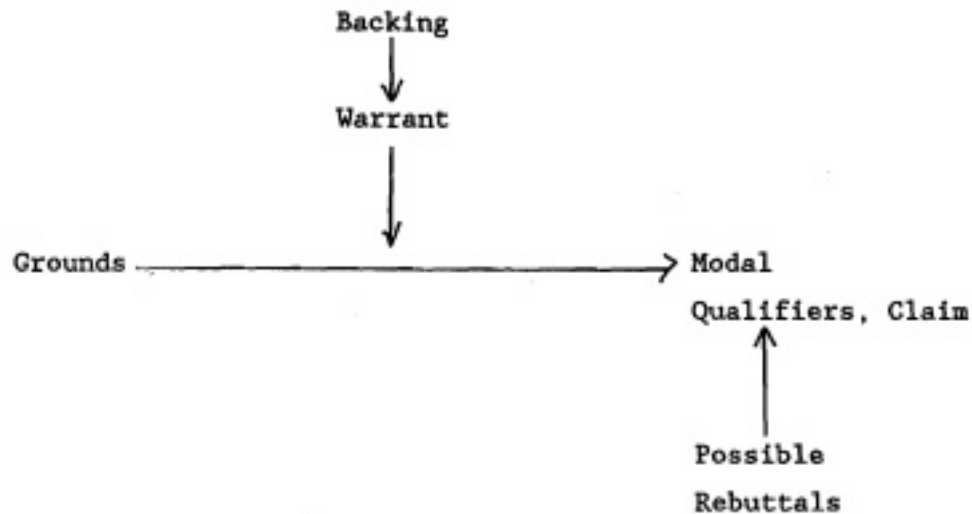 Backing
Warrant
Grounds
Modal
Qualifiers, Claim
Possible
Rebuttals